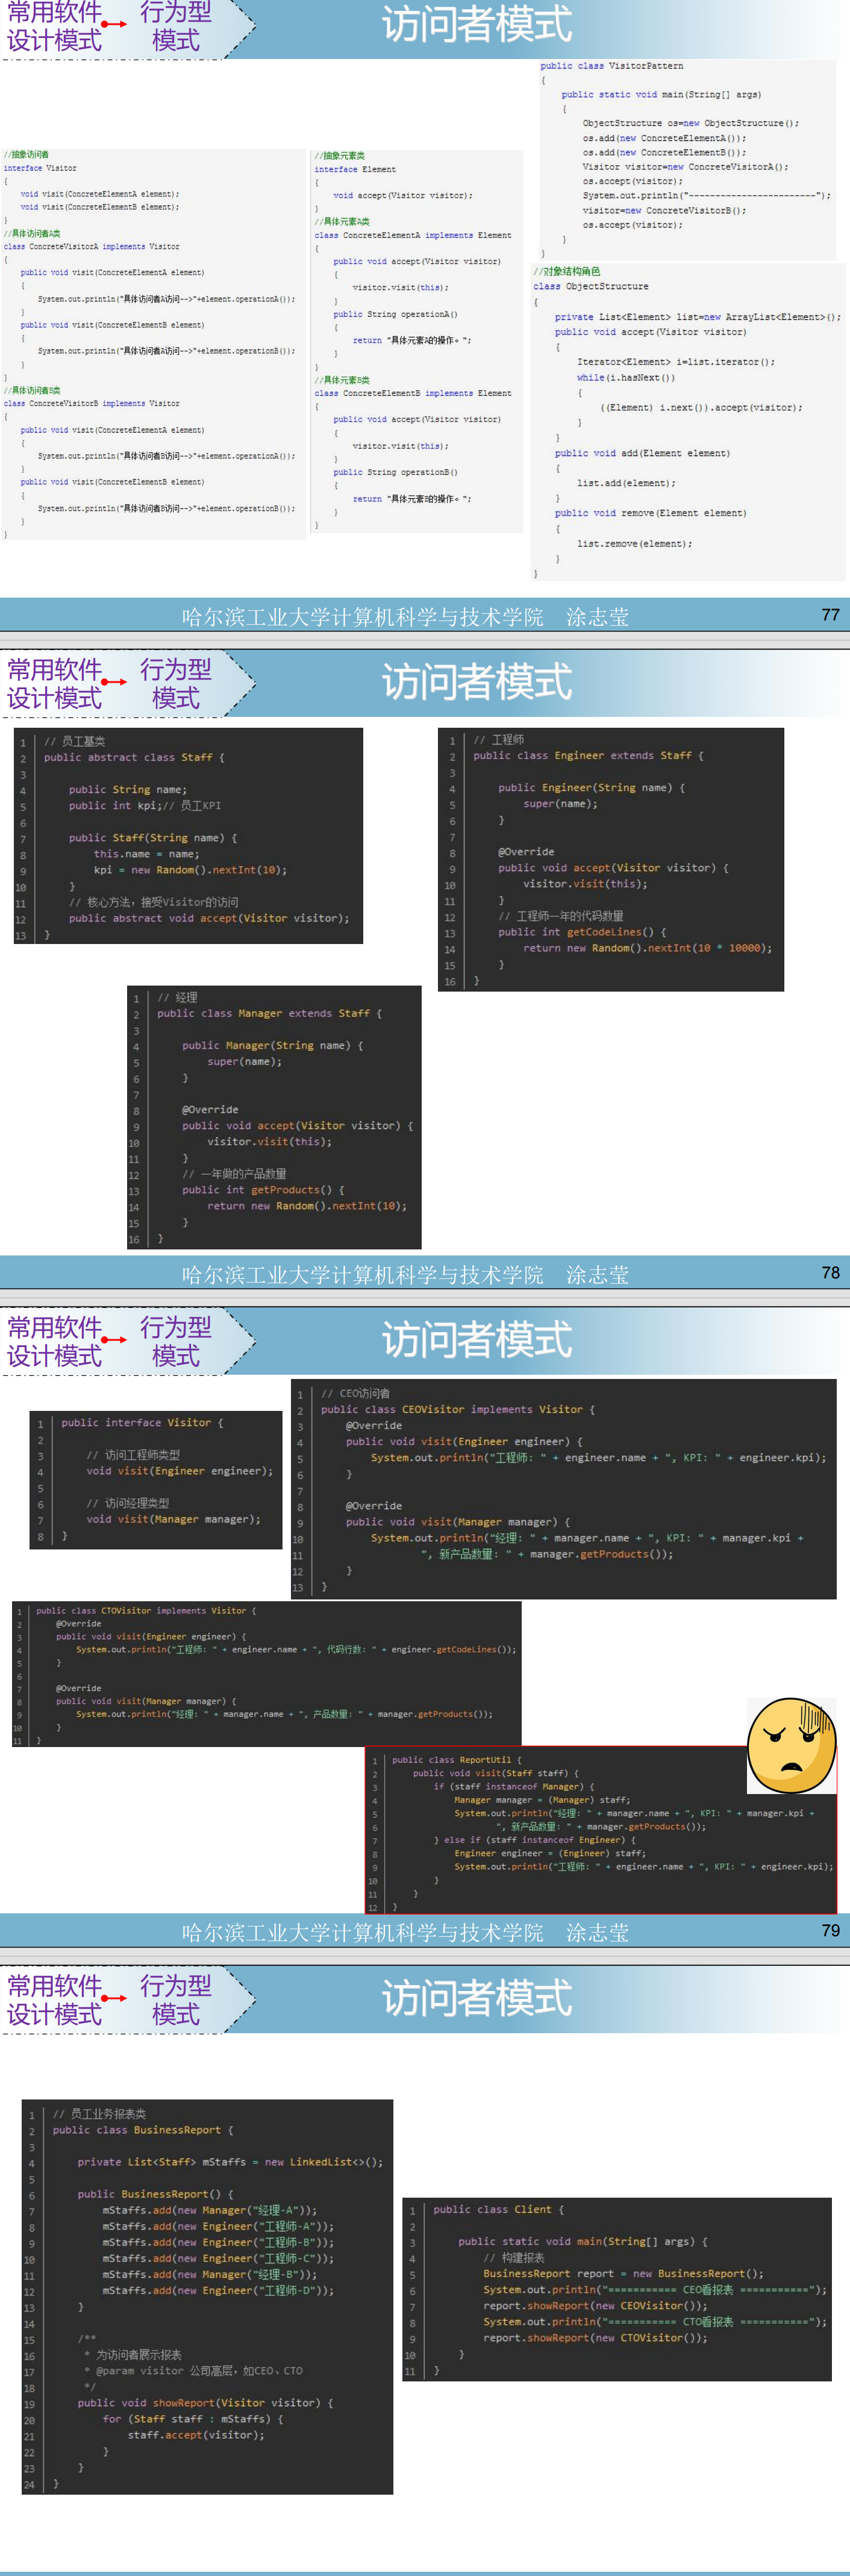 常用软件
设计模式
行为型
模式
访问者模式
//抽象访问者
interface Visitor
{
void visit(ConcreteElementA element);
void visit(ConcreteElementB element);
}
//具体访问者A类
class ConcreteVisitorA implements Visitor
{
public void visit(ConcreteElementA element)
{
System.out.println("具体访问者A访问-->"+element.operationA());
}
public void visit(ConcreteElementB element)
{
System.out.println("具体访问者A访问-->"+element.operationB());
}
}
//具体访问者B类
class ConcreteVisitorB implements Visitor
{
public void visit(ConcreteElementA element)
{
System.out.println("具体访问者B访问-->"+element.operationA());
}
public void visit(ConcreteElementB element)
{
System.out.println("具体访问者B访问-->"+element.operationB());
}
}
//抽象元素类
interface Element
{
void accept(Visitor visitor);
}
//具体元素A类
class ConcreteElementA implements Element
{
public void accept(Visitor visitor)
{
visitor.visit(this);
}
public String operationA()
{
return "具体元素A的操作。";
}
}
//具体元素B类
class ConcreteElementB implements Element
{
public void accept(Visitor visitor)
{
visitor.visit(this);
}
public String operationB()
{
return "具体元素B的操作。";
}
}
public class VisitorPattern
{
public static void main(String[] args)
{
ObjectStructure os=new ObjectStructure();
os.add(new ConcreteElementA());
os.add(new ConcreteElementB());
Visitor visitor=new ConcreteVisitorA();
os.accept(visitor);
System.out.println("------------------------");
visitor=new ConcreteVisitorB();
os.accept(visitor);
}
}
//对象结构角色
class ObjectStructure
{
private List<Element> list=new ArrayList<Element>();
public void accept(Visitor visitor)
{
Iterator<Element> i=list.iterator();
while(i.hasNext())
{
((Element) i.next()).accept(visitor);
}
}
public void add(Element element)
{
list.add(element);
}
public void remove(Element element)
{
list.remove(element);
}
}
哈尔滨工业大学计算机科学与技术学院 涂志莹
77
常用软件
设计模式
行为型
模式
访问者模式
1 // 员工基类
2 public abstract class Staff {
3
4 public String name;
5 public int kpi;// 员工KPI
6
7 public Staff(String name) {
8 this.name = name;
9 kpi = new Random().nextInt(10);
10 }
11 // 核心方法，接受Visitor的访问
12 public abstract void accept(Visitor visitor);
13 }
1 // 工程师
2 public class Engineer extends Staff {
3
4 public Engineer(String name) {
5 super(name);
6 }
7
8 @Override
9 public void accept(Visitor visitor) {
10 visitor.visit(this);
11 }
12 // 工程师一年的代码数量
13 public int getCodeLines() {
14 return new Random().nextInt(10 * 10000);
15 }
16 }
1 // 经理
2 public class Manager extends Staff {
3
4 public Manager(String name) {
5 super(name);
6 }
7
8 @Override
9 public void accept(Visitor visitor) {
10 visitor.visit(this);
11 }
12 // 一年做的产品数量
13 public int getProducts() {
14 return new Random().nextInt(10);
15 }
16 }
哈尔滨工业大学计算机科学与技术学院 涂志莹
78
常用软件
设计模式
行为型
模式
访问者模式
1 public interface Visitor {
2
3 // 访问工程师类型
4 void visit(Engineer engineer);
5
6 // 访问经理类型
7 void visit(Manager manager);
8 }
1 // CEO访问者
2 public class CEOVisitor implements Visitor {
3 @Override
4 public void visit(Engineer engineer) {
5 System.out.println("工程师: " + engineer.name + ", KPI: " + engineer.kpi);
6 }
7
8 @Override
9 public void visit(Manager manager) {
10 System.out.println("经理: " + manager.name + ", KPI: " + manager.kpi +
11 ", 新产品数量: " + manager.getProducts());
12 }
13 }
1 public class CTOVisitor implements Visitor {
2 @Override
3 public void visit(Engineer engineer) {
4 System.out.println("工程师: " + engineer.name + ", 代码行数: " + engineer.getCodeLines());
5 }
6
7 @Override
8 public void visit(Manager manager) {
9 System.out.println("经理: " + manager.name + ", 产品数量: " + manager.getProducts());
10 }
11 }
1 public class ReportUtil {
2 public void visit(Staff staff) {
3 if (staff instanceof Manager) {
4 Manager manager = (Manager) staff;
5 System.out.println("经理: " + manager.name + ", KPI: " + manager.kpi +
6 ", 新产品数量: " + manager.getProducts());
7 } else if (staff instanceof Engineer) {
8 Engineer engineer = (Engineer) staff;
9 System.out.println("工程师: " + engineer.name + ", KPI: " + engineer.kpi);
10 }
11 }
12 }
哈尔滨工业大学计算机科学与技术学院 涂志莹
79
常用软件
设计模式
行为型
模式
访问者模式
1 // 员工业务报表类
2 public class BusinessReport {
3
4 private List<Staff> mStaffs = new LinkedList<>();
5
6 public BusinessReport() {
7 mStaffs.add(new Manager("经理-A"));
8 mStaffs.add(new Engineer("工程师-A"));
9 mStaffs.add(new Engineer("工程师-B"));
10 mStaffs.add(new Engineer("工程师-C"));
11 mStaffs.add(new Manager("经理-B"));
12 mStaffs.add(new Engineer("工程师-D"));
13 }
14
15 /**
16 * 为访问者展示报表
17 * @param visitor 公司高层，如CEO、CTO
18 */
19 public void showReport(Visitor visitor) {
20 for (Staff staff : mStaffs) {
21 staff.accept(visitor);
22 }
23 }
24 }
1 public class Client {
2
3 public static void main(String[] args) {
4 // 构建报表
5 BusinessReport report = new BusinessReport();
6 System.out.println("=========== CEO看报表 ===========");
7 report.showReport(new CEOVisitor());
8 System.out.println("=========== CTO看报表 ===========");
9 report.showReport(new CTOVisitor());
10 }
11 }